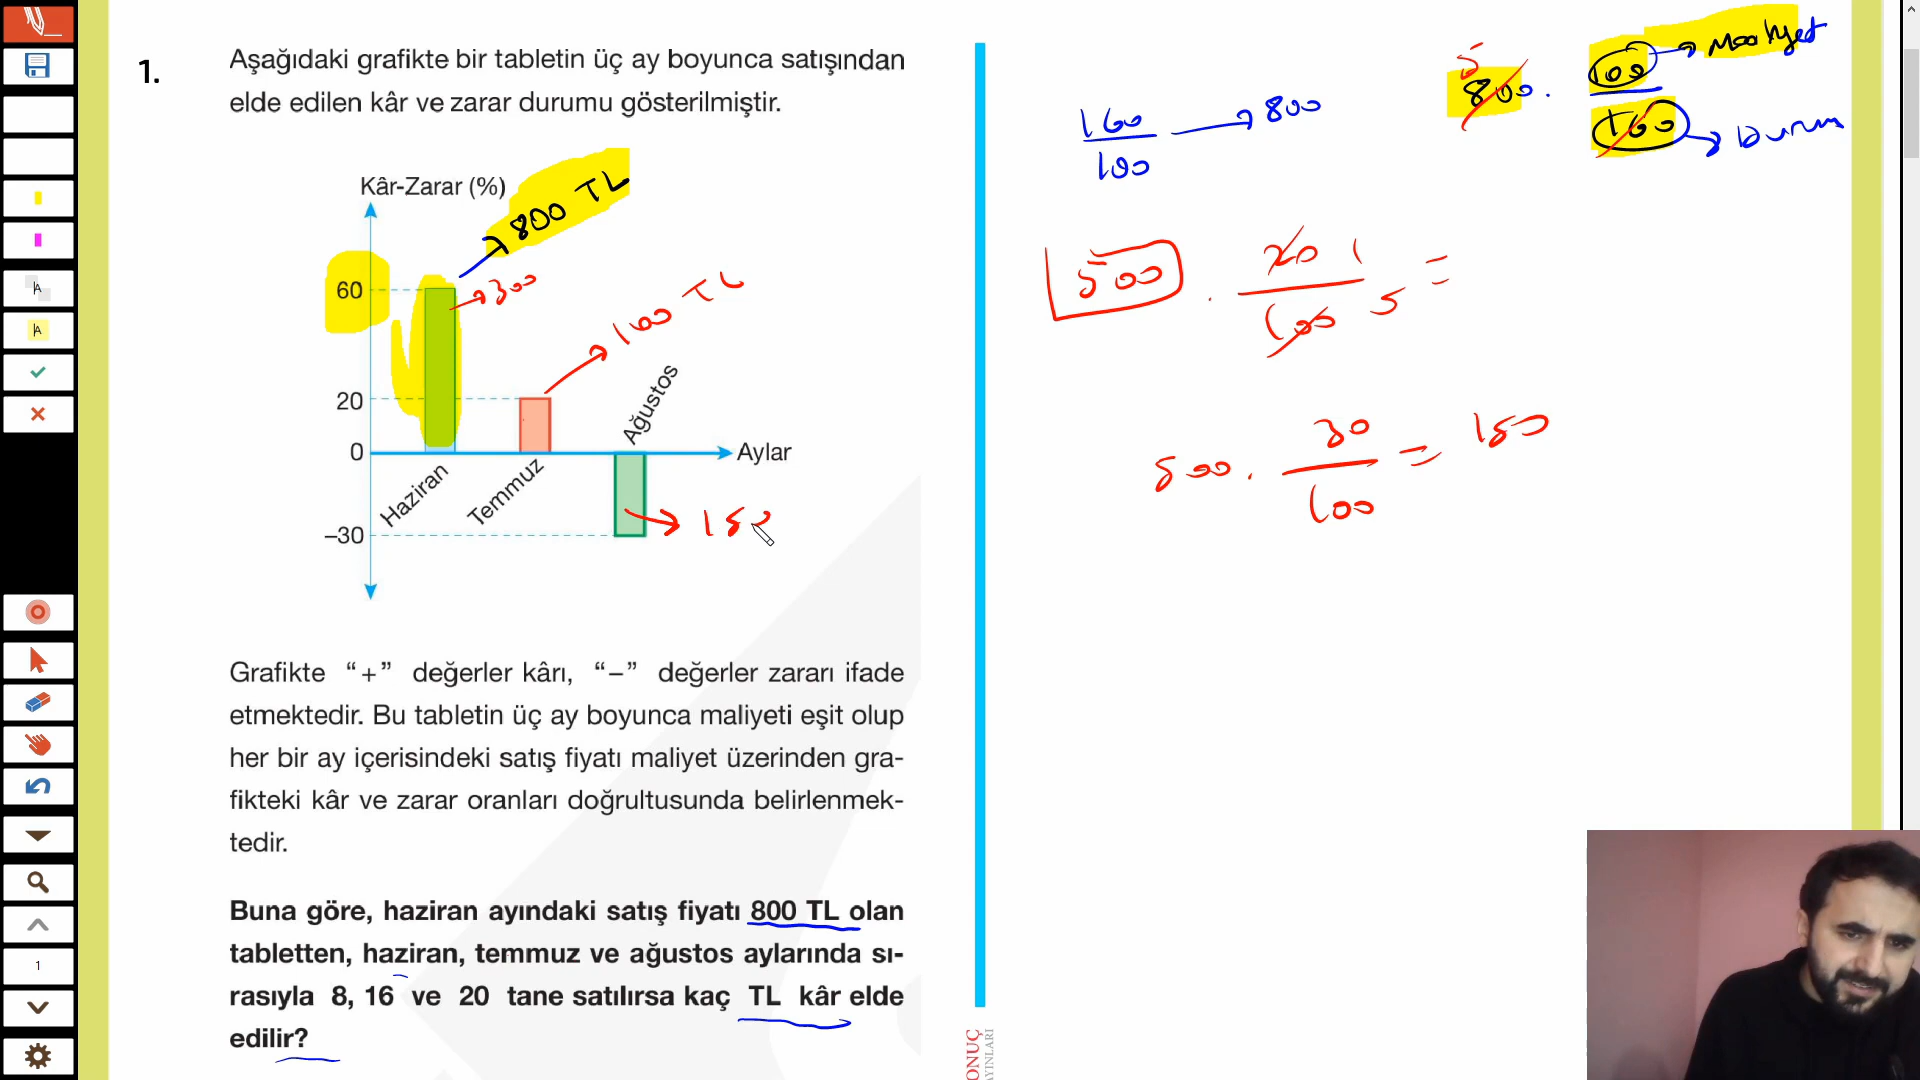 1.
Aşağıdaki grafikte bir tabletin üç ay boyunca satışından
elde edilen kâr ve zarar durumu gösterilmiştir.
Kâr-Zarar (%)
800 TL
60
300
100 TL
20
Ağustos
0
Aylar
Haziran
Temmuz
-30
Grafikte “+” değerler kârı, “–” değerler zararı ifade
etmektedir. Bu tabletin üç ay boyunca maliyeti eşit olup
her bir ay içerisindeki satış fiyatı maliyet üzerinden gra-
fikteki kâr ve zarar oranları doğrultusunda belirlenmek-
tedir.
Buna göre, haziran ayındaki satış fiyatı 800 TL olan
tabletten, haziran, temmuz ve ağustos aylarında sı-
rasıyla 8, 16 ve 20 tane satılırsa kaç TL kâr elde
edilir?
160
100
800
5
800 .
100
Maliyet
160
Durum
500 . 20 1
100 5
=
500 . 30
100
= 150
ONUÇ
AYINLARI
A
A
1